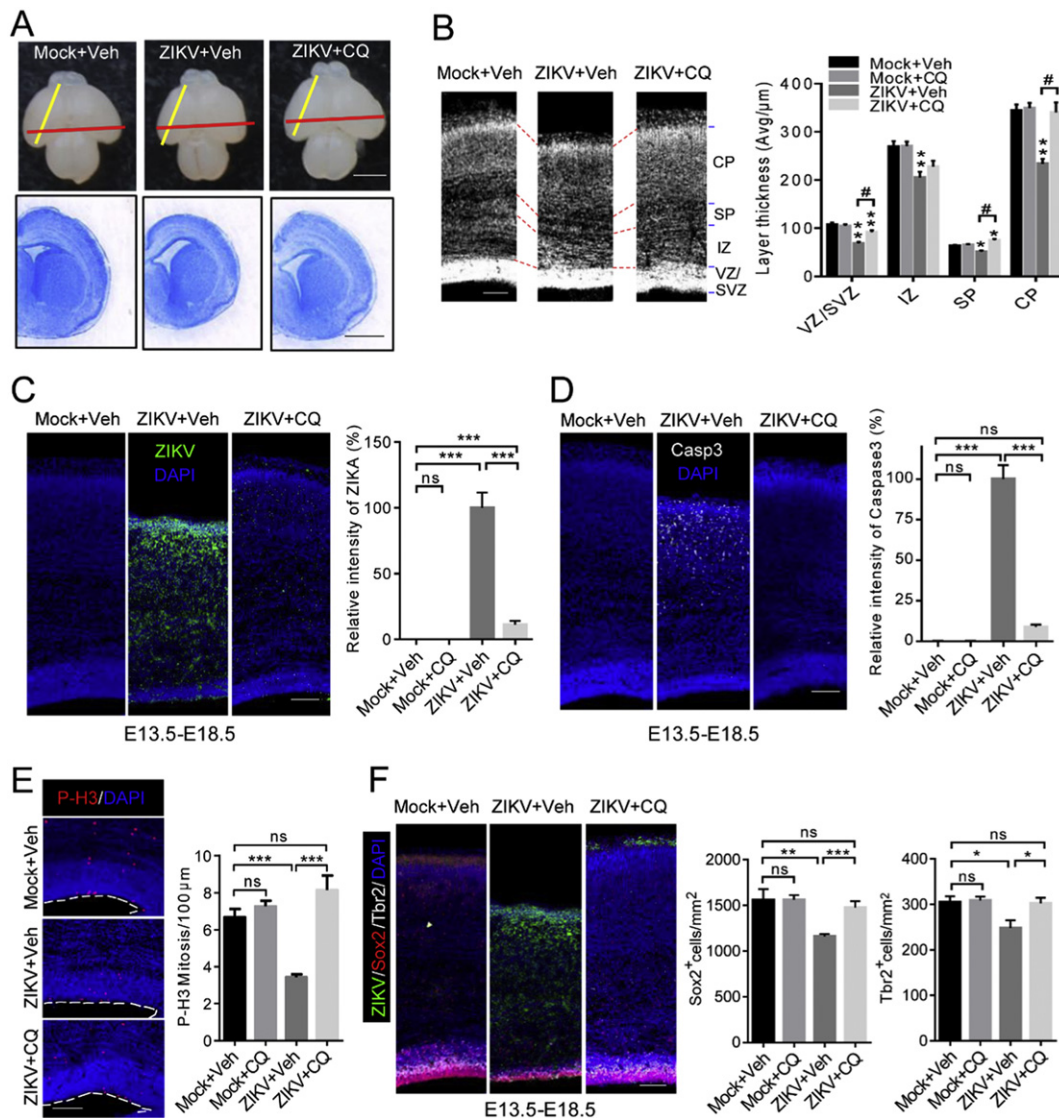 A
Mock+Veh ZIKV+Veh ZIKV+CQ
B
Mock+Veh ZIKV+Veh ZIKV+CQ
CP
SP
IZ
VZ/
SVZ
Layer thickness (Avg/μm)
400
300
200
100
0
Mock+Veh
Mock+CQ
ZIKV+Veh
ZIKV+CQ
#
**
#
**
**
#
*
*
#
**
VZ/SVZ IZ SP CP
C
Mock+Veh ZIKV+Veh ZIKV+CQ
ZIKV
DAPI
E13.5-E18.5
Relative intensity of ZIKA (%)
150
100
50
0
***
*** ***
ns
Mock+Veh Mock+CQ ZIKV+Veh ZIKV+CQ
D
Mock+Veh ZIKV+Veh ZIKV+CQ
Casp3
DAPI
E13.5-E18.5
Relative intensity of Caspase3 (%)
125
100
75
50
25
0
ns
*** ***
ns
Mock+Veh Mock+CQ ZIKV+Veh ZIKV+CQ
E
P-H3/DAPI
Mock+Veh
ZIKV+Veh
ZIKV+CQ
P-H3 Mitosis/100 μm
10
8
6
4
2
0
ns
*** ***
ns
Mock+Veh Mock+CQ ZIKV+Veh ZIKV+CQ
F
Mock+Veh ZIKV+Veh ZIKV+CQ
ZIKV/Sox2/Tbr2/DAPI
E13.5-E18.5
Sox2+cells/mm2
2000
1500
1000
500
0
ns
** ***
ns
Mock+Veh Mock+CQ ZIKV+Veh ZIKV+CQ
Tbr2+cells/mm2
400
300
200
100
0
ns
* *
ns
Mock+Veh Mock+CQ ZIKV+Veh ZIKV+CQ